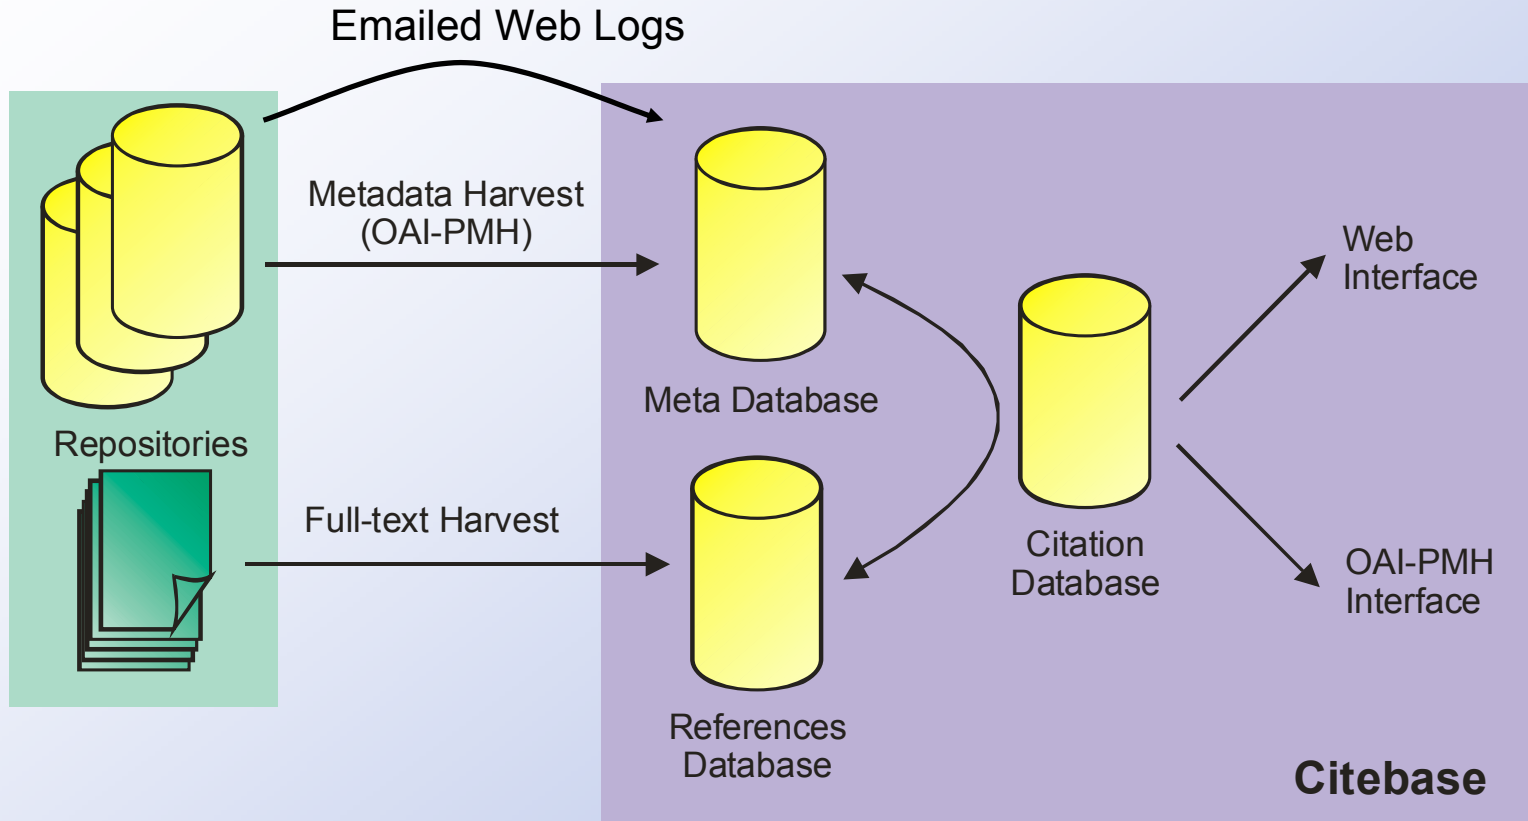 Emailed Web Logs
Metadata Harvest
(OAI-PMH)
Repositories
Full-text Harvest
Meta Database
References
Database
Citation
Database
Web
Interface
OAI-PMH
Interface
Citebase